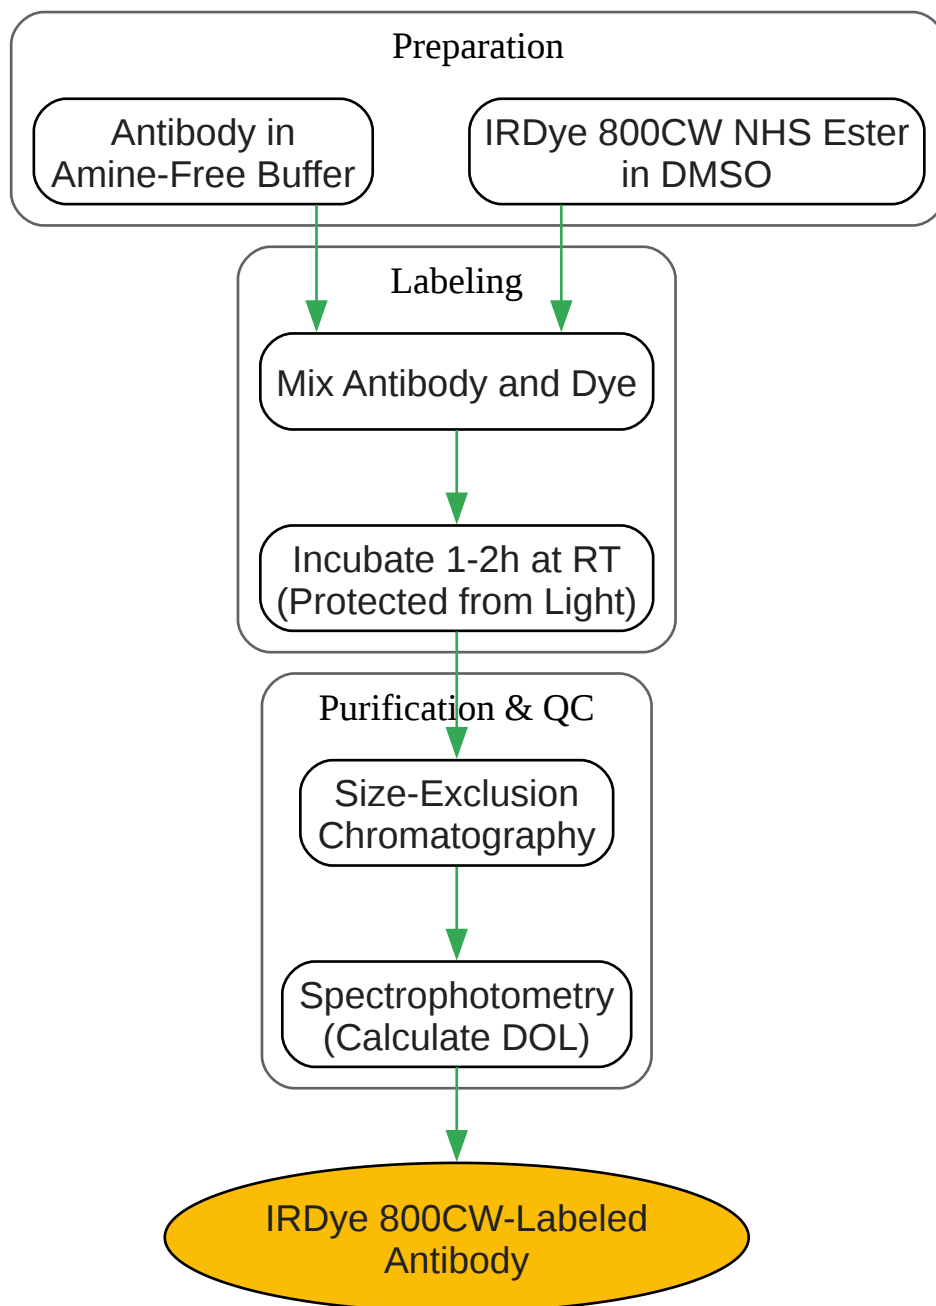 Preparation
Antibody in
Amine-Free Buffer
IRDye 800CW NHS Ester
in DMSO
Labeling
Mix Antibody and Dye
Incubate 1-2h at RT
(Protected from Light)
Purification & QC
Size-Exclusion
Chromatography
Spectrophotometry
(Calculate DOL)
IRDye 800CW-Labeled
Antibody